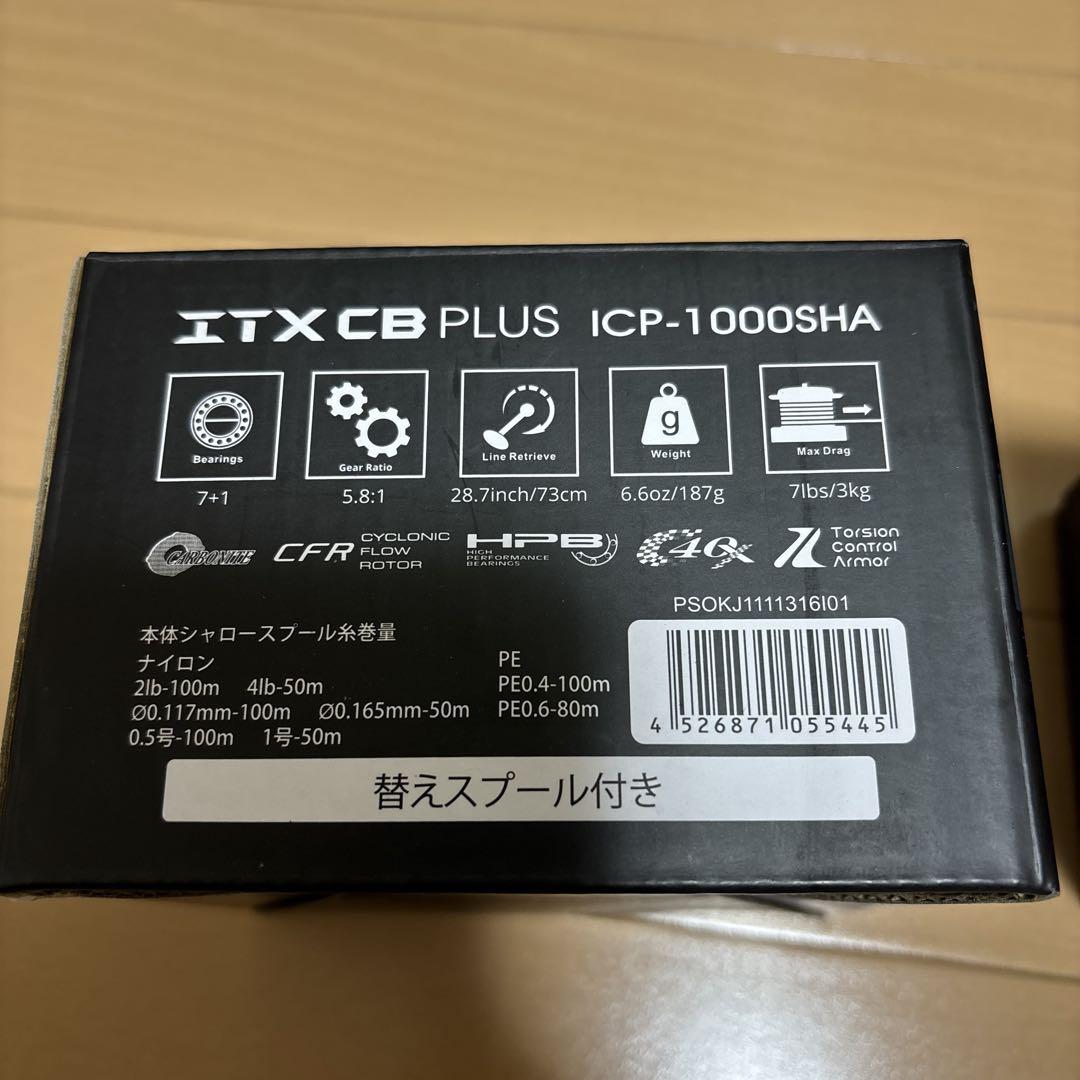 ITX CB PLUS ICP-1000SHA
Bearings
Gear Ratio
Line Retrieve
g
Weight
Max Drag
7+1
5.8:1
28.7inch/73cm
6.6oz/187g
7lbs/3kg
CARBONITE
CFR
CYCLONIC
FLOW
ROTOR
HPB
HIGH
PERFORMANCE
BEARINGS
40x
Torsion
Control
Armor
PSOKJ1111316I01
本体シャロースプール糸巻量
ナイロン
2lb-100m 4lb-50m
Ø0.117mm-100m Ø0.165mm-50m
0.5号-100m 1号-50m
PE
PE0.4-100m
PE0.6-80m
4 526871 055445
替えスプール付き